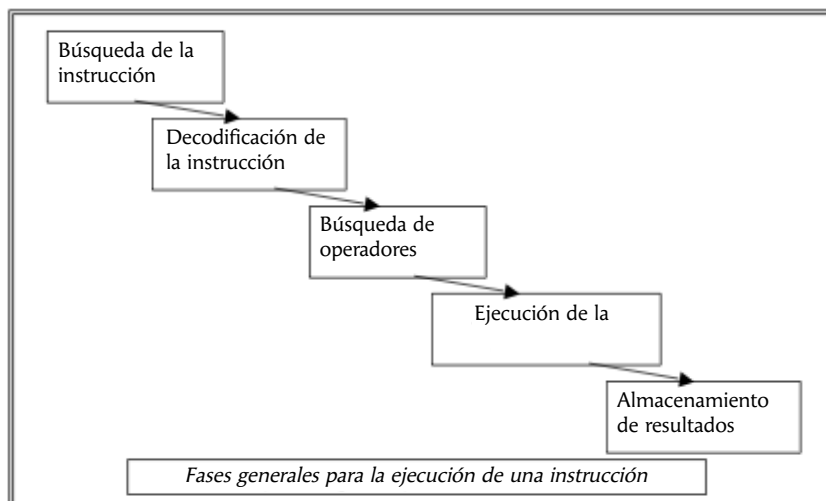 Búsqueda de la
instrucción
Decodificación de
la instrucción
Búsqueda de
operadores
Ejecución de la
Almacenamiento
de resultados
Fases generales para la ejecución de una instrucción